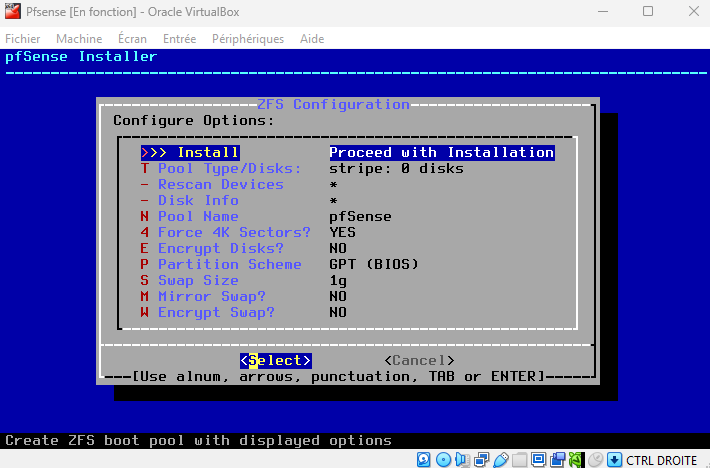 Pfsense [En fonction] - Oracle VirtualBox
Fichier Machine Écran Entrée Périphériques Aide
pfSense Installer
ZFS Configuration
Configure Options:
>>> Install Proceed with Installation
T Pool Type/Disks: stripe: 0 disks
- Rescan Devices *
- Disk Info *
N Pool Name pfSense
4 Force 4K Sectors? YES
E Encrypt Disks? NO
P Partition Scheme GPT (BIOS)
S Swap Size 1g
M Mirror Swap? NO
W Encrypt Swap? NO
<Select> <Cancel>
[Use alnum, arrows, punctuation, TAB or ENTER]
Create ZFS boot pool with displayed options
CTRL DROITE